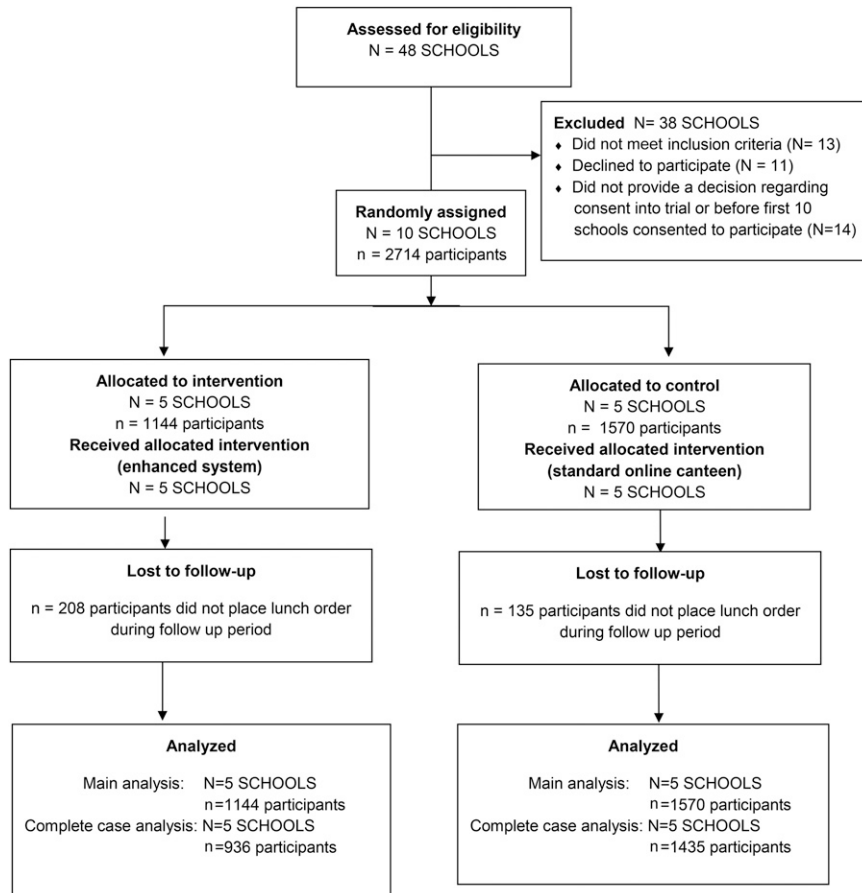 Assessed for eligibility
N = 48 SCHOOLS
Excluded N= 38 SCHOOLS
♦ Did not meet inclusion criteria (N= 13)
♦ Declined to participate (N = 11)
♦ Did not provide a decision regarding
consent into trial or before first 10
schools consented to participate (N=14)
Randomly assigned
N = 10 SCHOOLS
n = 2714 participants
Allocated to intervention
N = 5 SCHOOLS
n = 1144 participants
Received allocated intervention
(enhanced system)
N = 5 SCHOOLS
Allocated to control
N = 5 SCHOOLS
n = 1570 participants
Received allocated intervention
(standard online canteen)
N = 5 SCHOOLS
Lost to follow-up
n = 208 participants did not place lunch order
during follow up period
Lost to follow-up
n = 135 participants did not place lunch order
during follow up period
Analyzed
Main analysis: N=5 SCHOOLS
n=1144 participants
Complete case analysis: N=5 SCHOOLS
n=936 participants
Analyzed
Main analysis: N=5 SCHOOLS
n=1570 participants
Complete case analysis: N=5 SCHOOLS
n=1435 participants